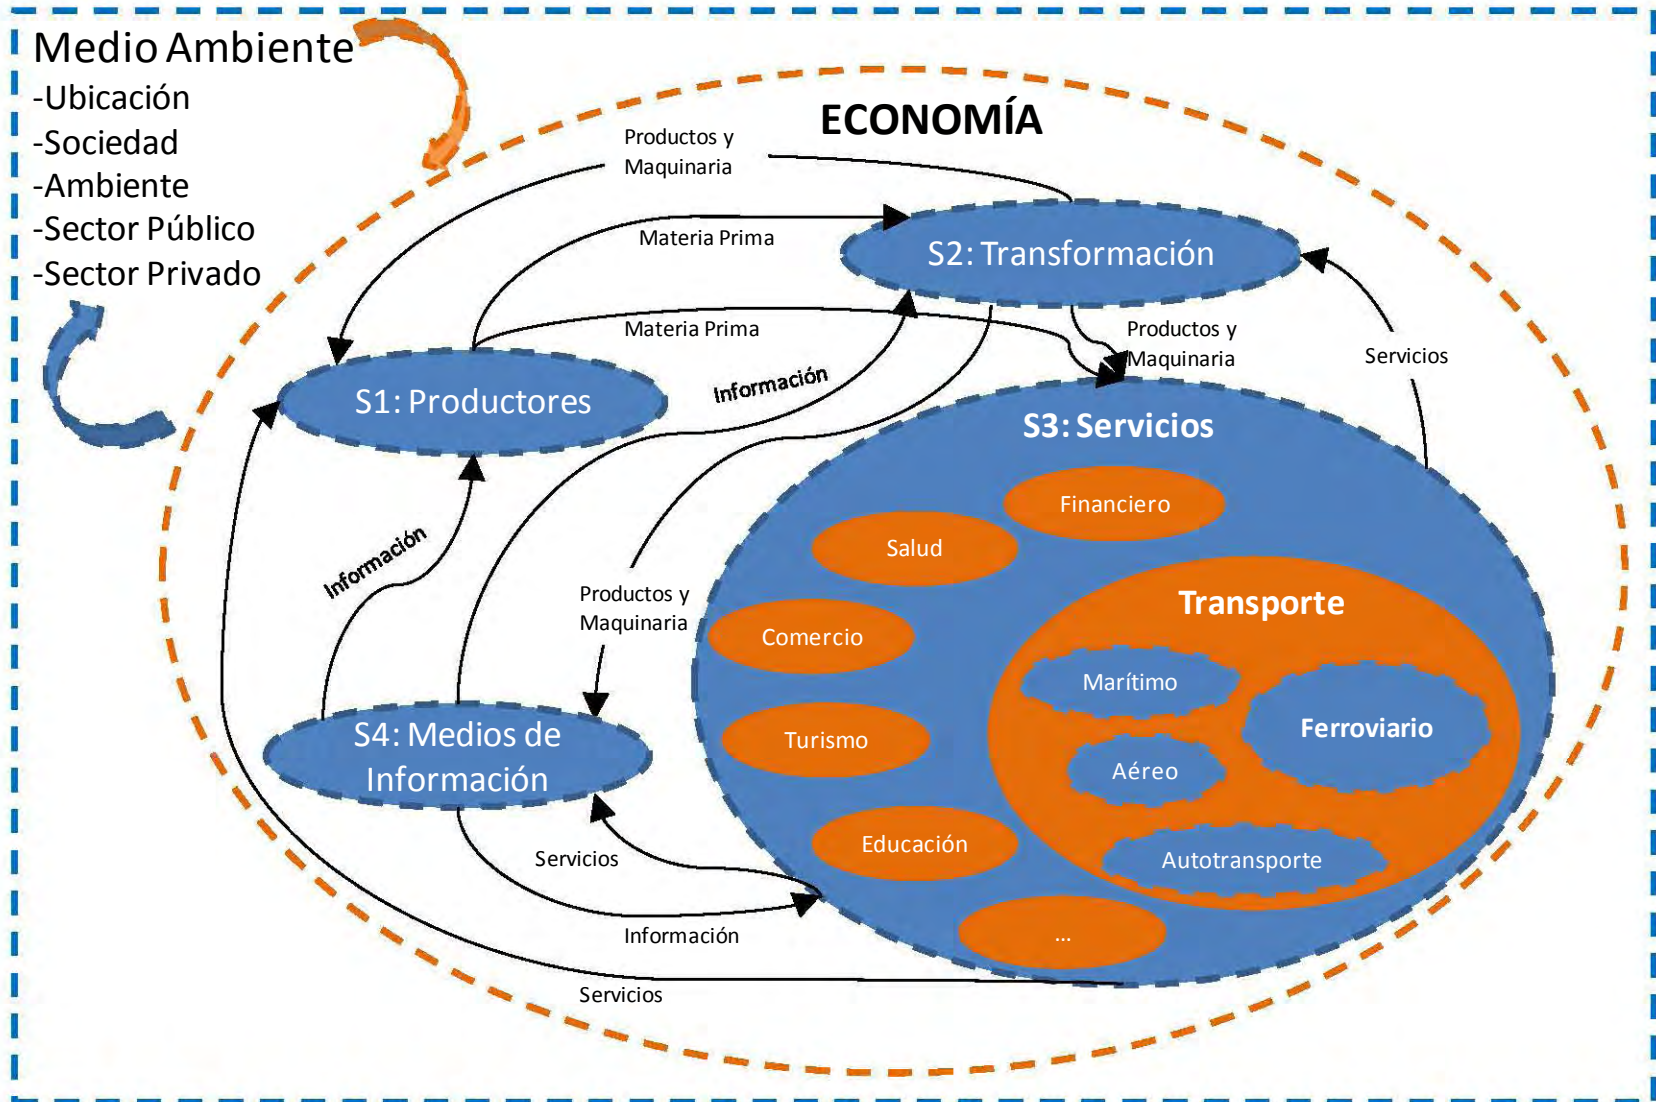 Medio Ambiente
-Ubicación
-Sociedad
-Ambiente
-Sector Público
-Sector Privado
ECONOMÍA
Productos y
Maquinaria
Materia Prima
S2: Transformación
Materia Prima
Productos y
Maquinaria
Servicios
Información
S1: Productores
S3: Servicios
Financiero
Salud
Información
Productos y
Maquinaria
Transporte
Comercio
Marítimo
Ferroviario
Turismo
Aéreo
S4: Medios de
Información
Educación
Autotransporte
Servicios
Información
...
Servicios